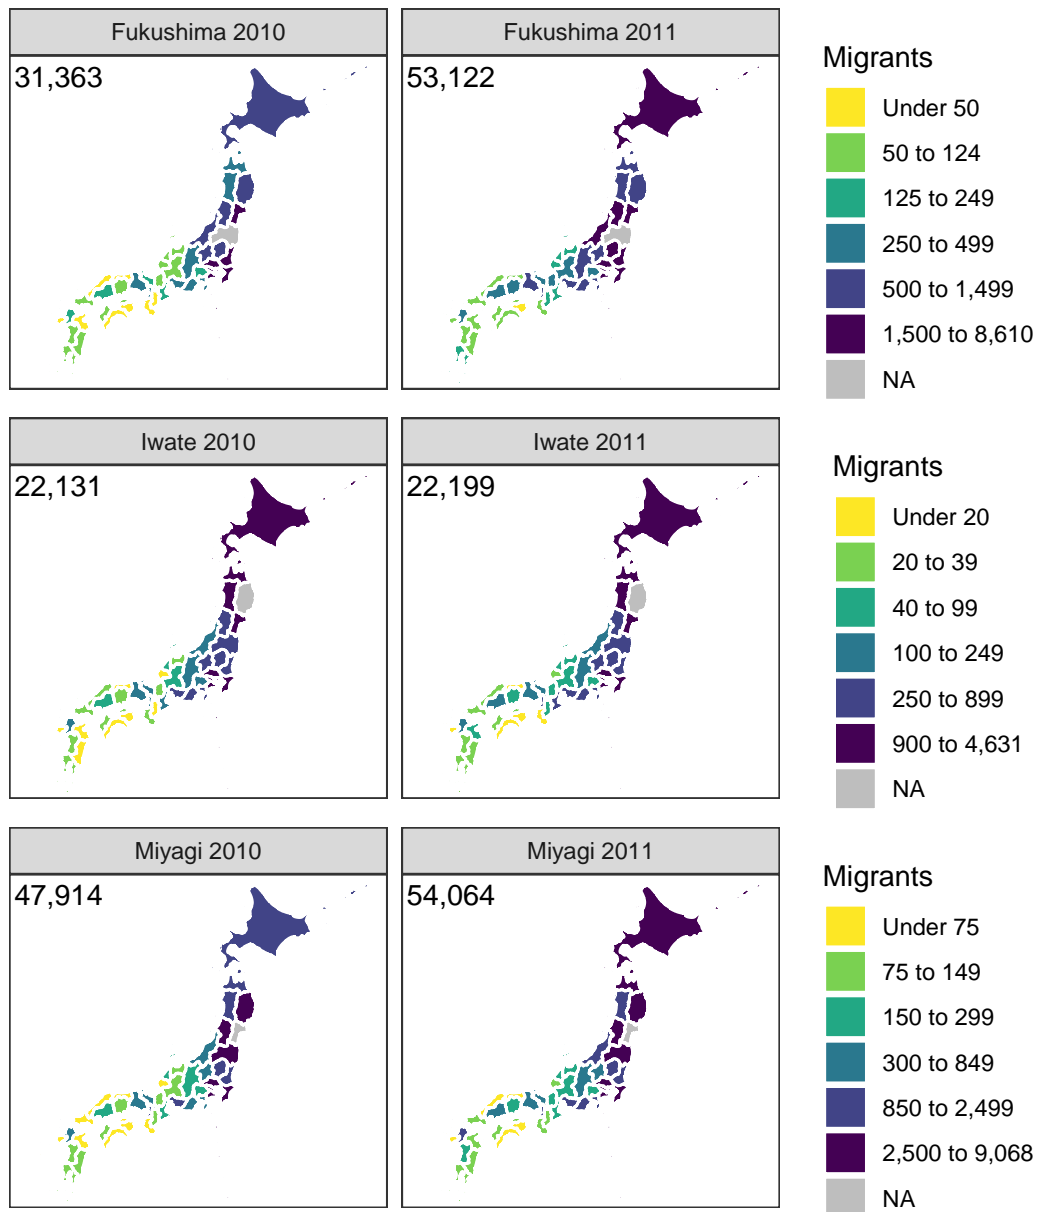 Fukushima 2010
Fukushima 2011
31,363
53,122
Migrants
Under 50
50 to 124
125 to 249
250 to 499
500 to 1,499
1,500 to 8,610
NA
Iwate 2010
Iwate 2011
22,131
22,199
Migrants
Under 20
20 to 39
40 to 99
100 to 249
250 to 899
900 to 4,631
NA
Miyagi 2010
Miyagi 2011
47,914
54,064
Migrants
Under 75
75 to 149
150 to 299
300 to 849
850 to 2,499
2,500 to 9,068
NA